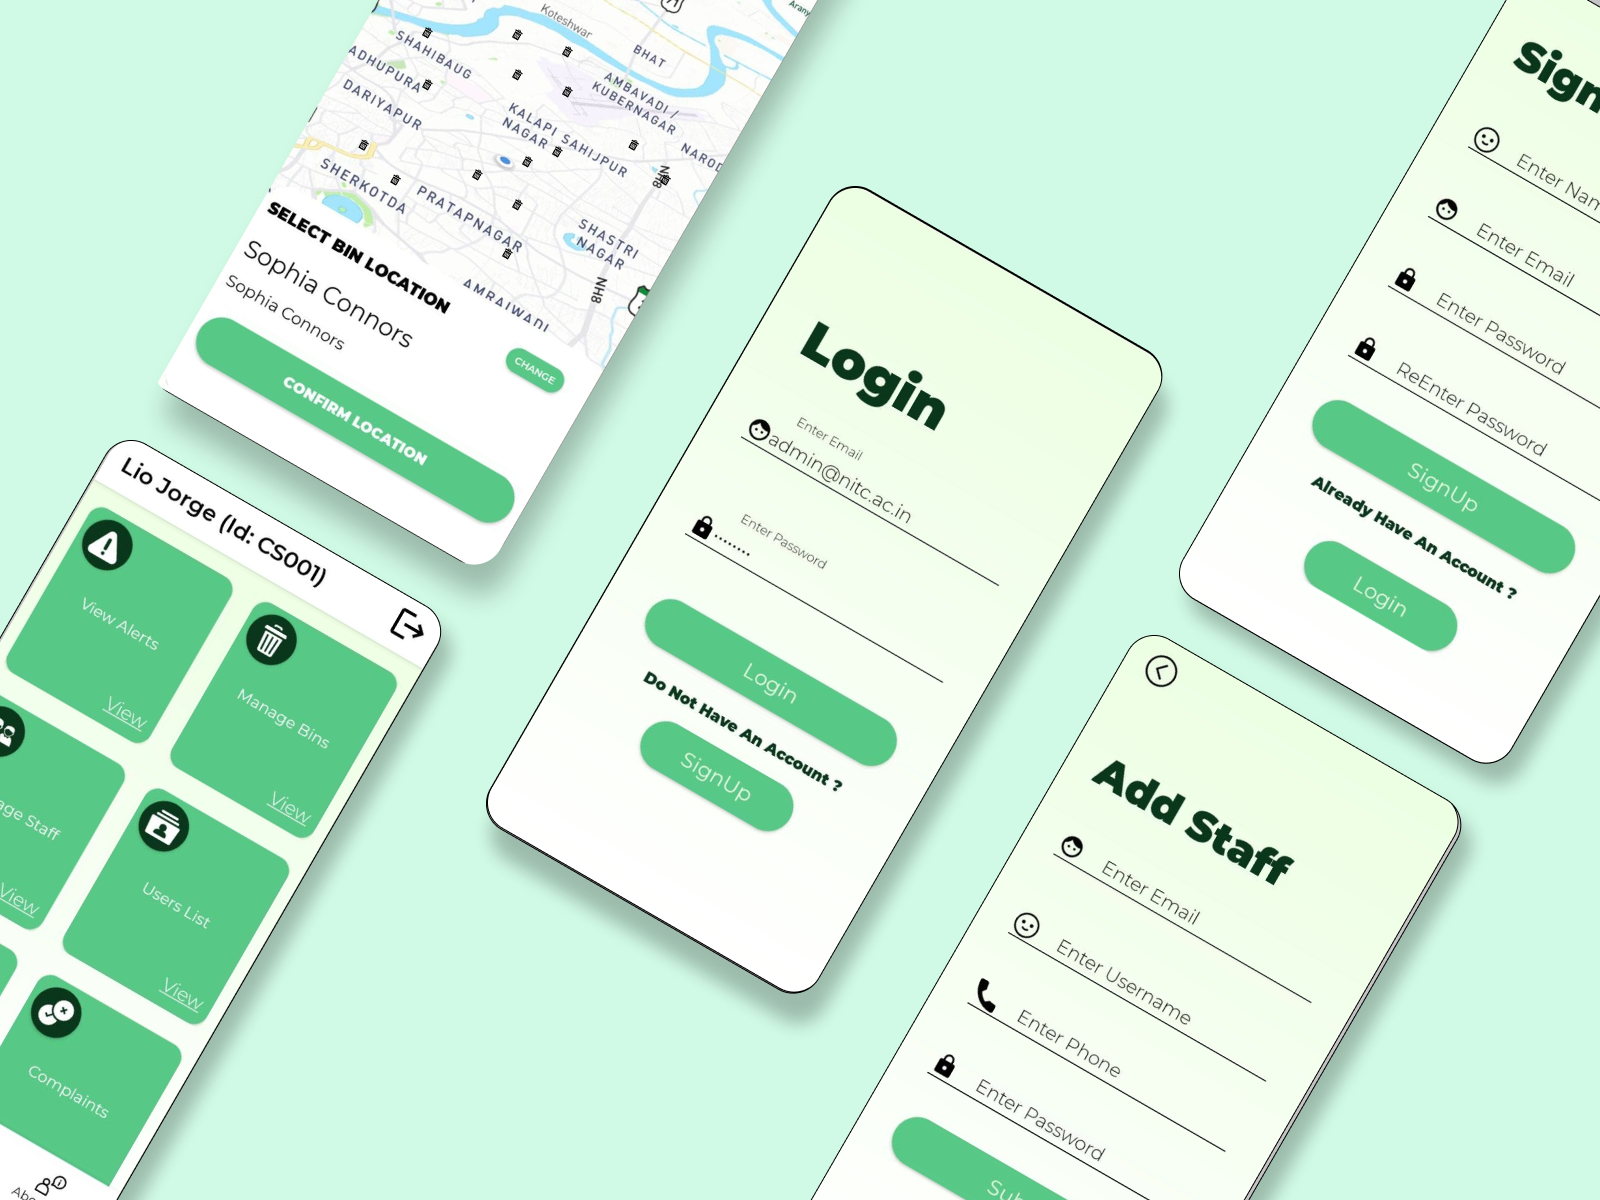 Koteshwar
BHAT
SHAHIBAUG
ADHUPURA
DARIYAPUR
AMBAVADI /
KUBERNAGAR
KALAPI
NAGAR
SAHIJPUR
NH8
SHERKOTDA
PRATAPNAGAR
SHASTRI
NAGAR
NH8
AMRAIWADI
SELECT BIN LOCATION
Sophia Connors
Sophia Connors
CHANGE
CONFIRM LOCATION
Lio Jorge (Id: CS001)
View Alerts
View
Manage Bins
View
age Staff
View
Users List
View
Complaints
Login
Enter Email
admin@nitc.ac.in
Enter Password
Login
Do Not Have An Account ?
SignUp
Sign
Enter Nam
Enter Email
Enter Password
ReEnter Password
SignUp
Already Have An Account ?
Login
Add Staff
Enter Email
Enter Username
Enter Phone
Enter Password
Sub